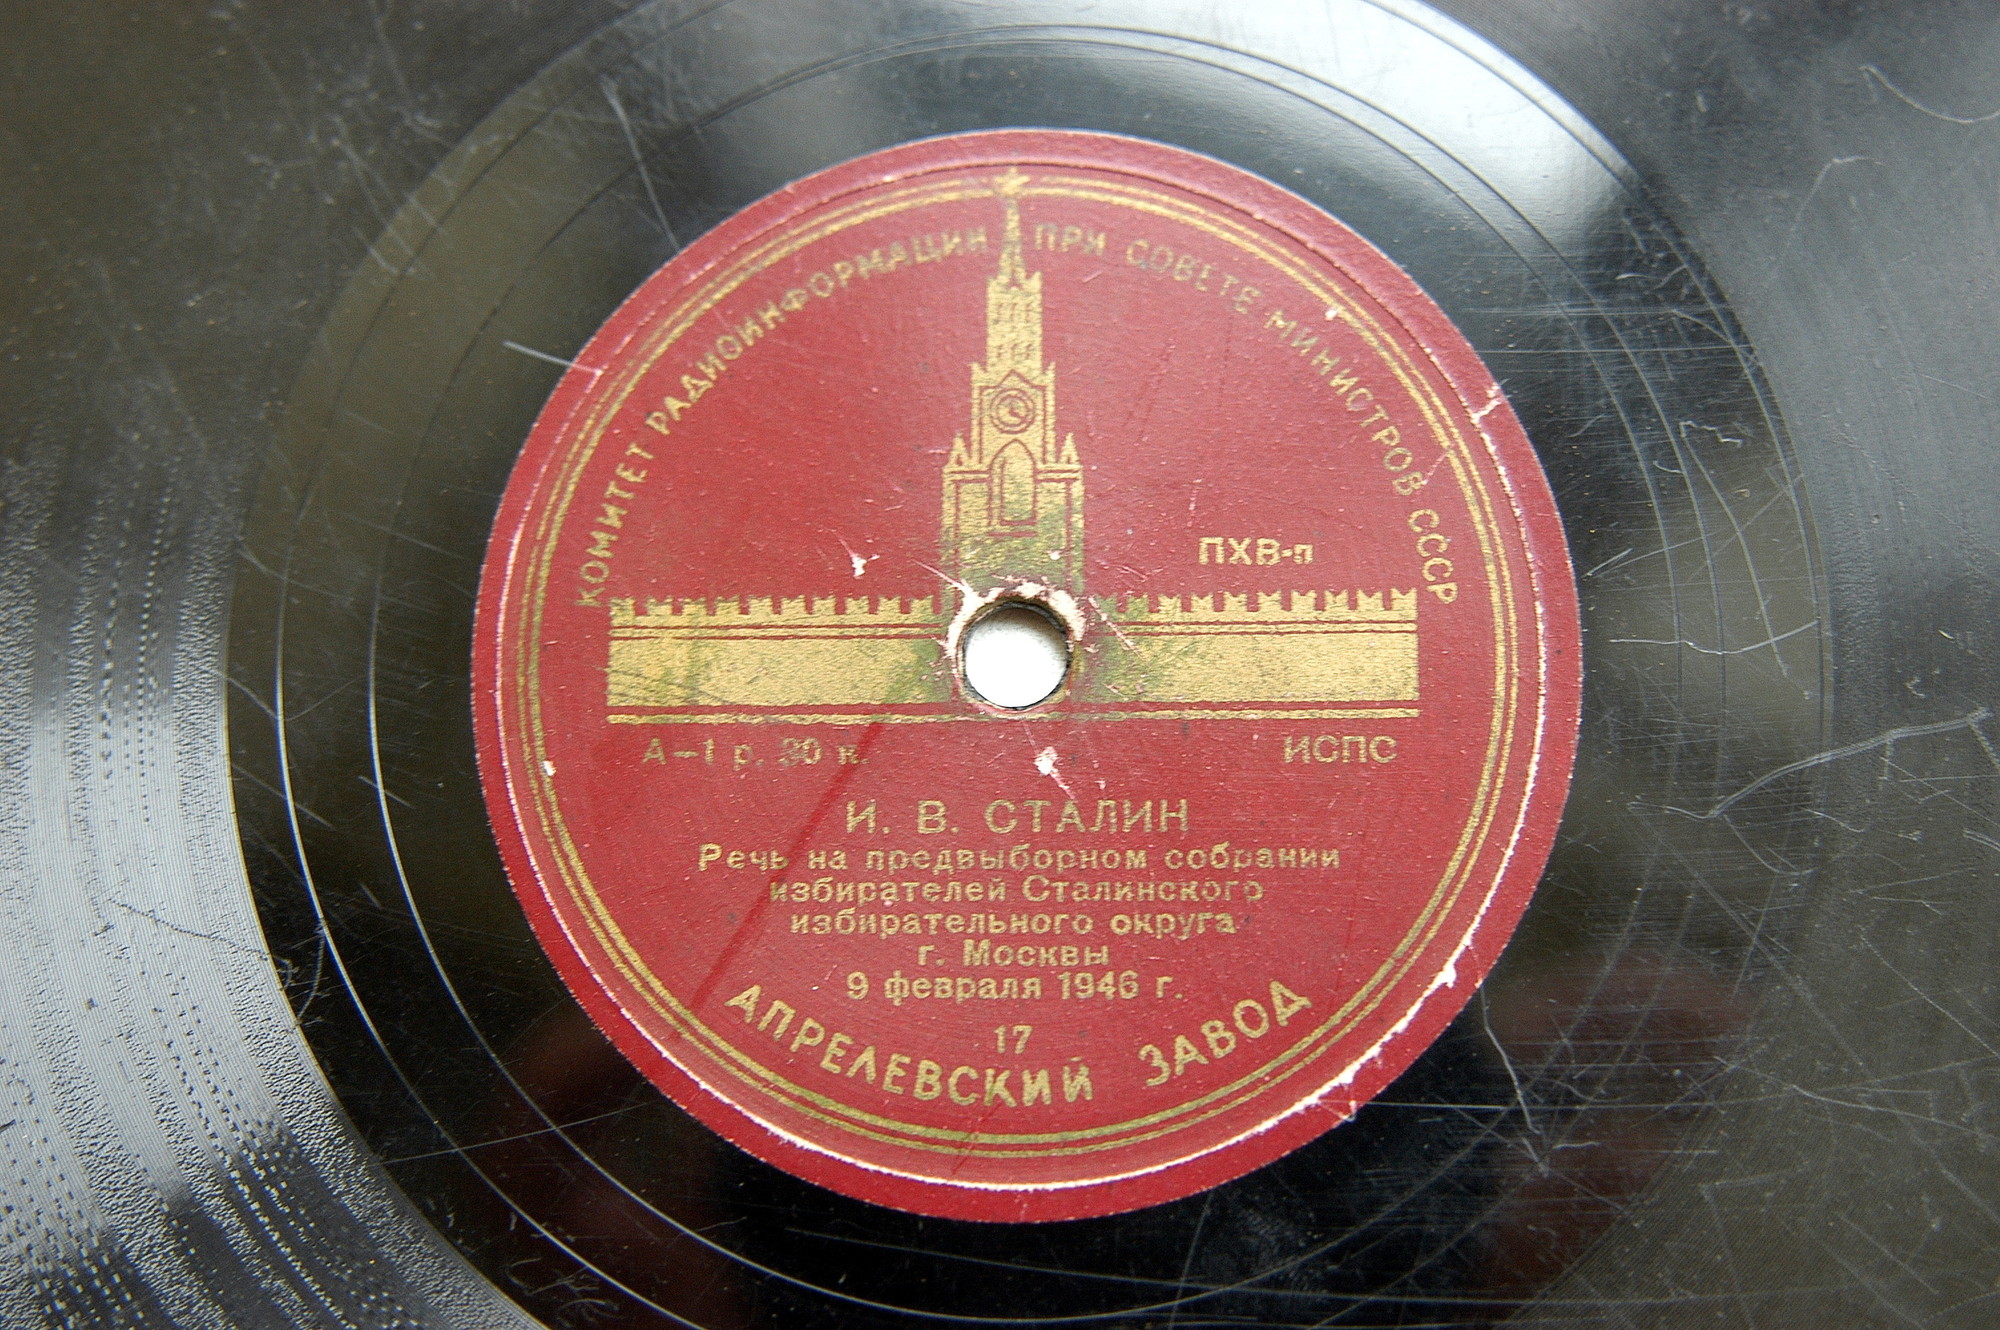 КОМИТЕТ РАДИОИНФОРМАЦИИ ПРИ СОВЕТЕ МИНИСТРОВ СССР
ПХВ-п
А—1 р. 30 к. ИСПС
И. В. СТАЛИН
Речь на предвыборном собрании
избирателей Сталинского
избирательного округа
г. Москвы
9 февраля 1946 г.
17
АПРЕЛЕВСКИЙ ЗАВОД